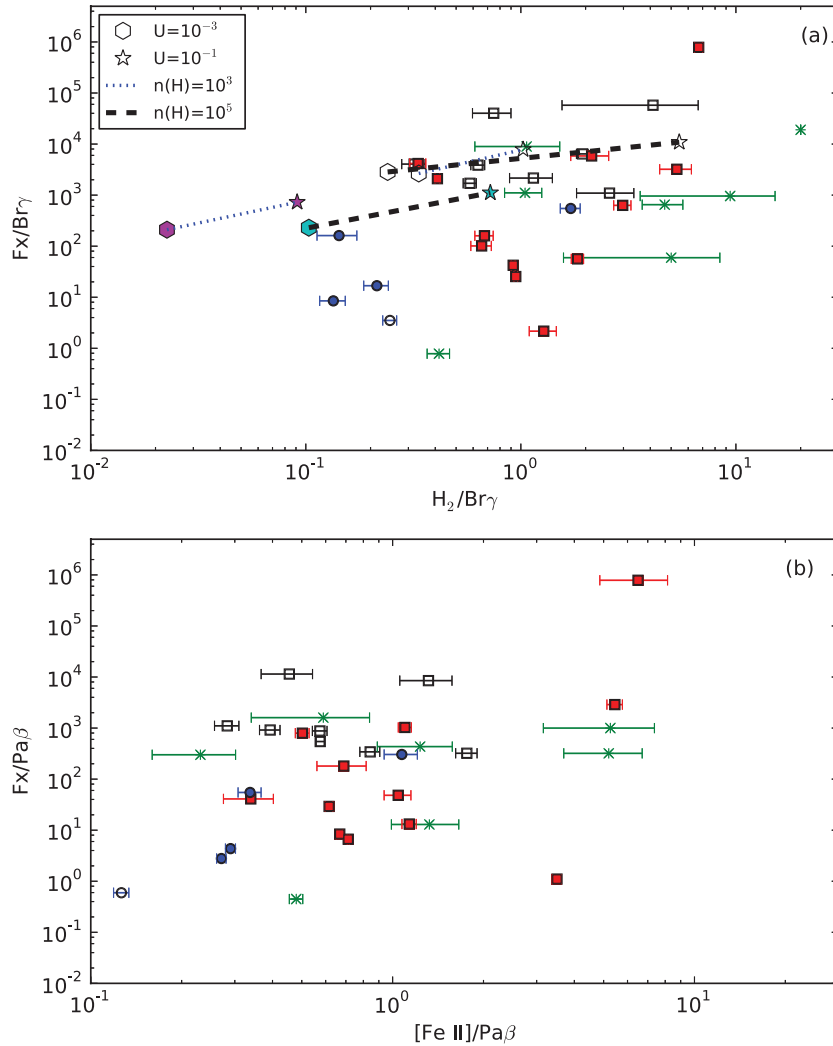 U=10⁻³
U=10⁻¹
n(H)=10³
n(H)=10⁵
(a)
10⁶
10⁵
10⁴
10³
10²
10¹
10⁰
10⁻¹
10⁻²
Fx/Brγ
10⁻² 10⁻¹ 10⁰ 10¹
H₂/Brγ
(b)
10⁶
10⁵
10⁴
10³
10²
10¹
10⁰
10⁻¹
10⁻²
Fx/Paβ
10⁻¹ 10⁰ 10¹
[Fe II]/Paβ